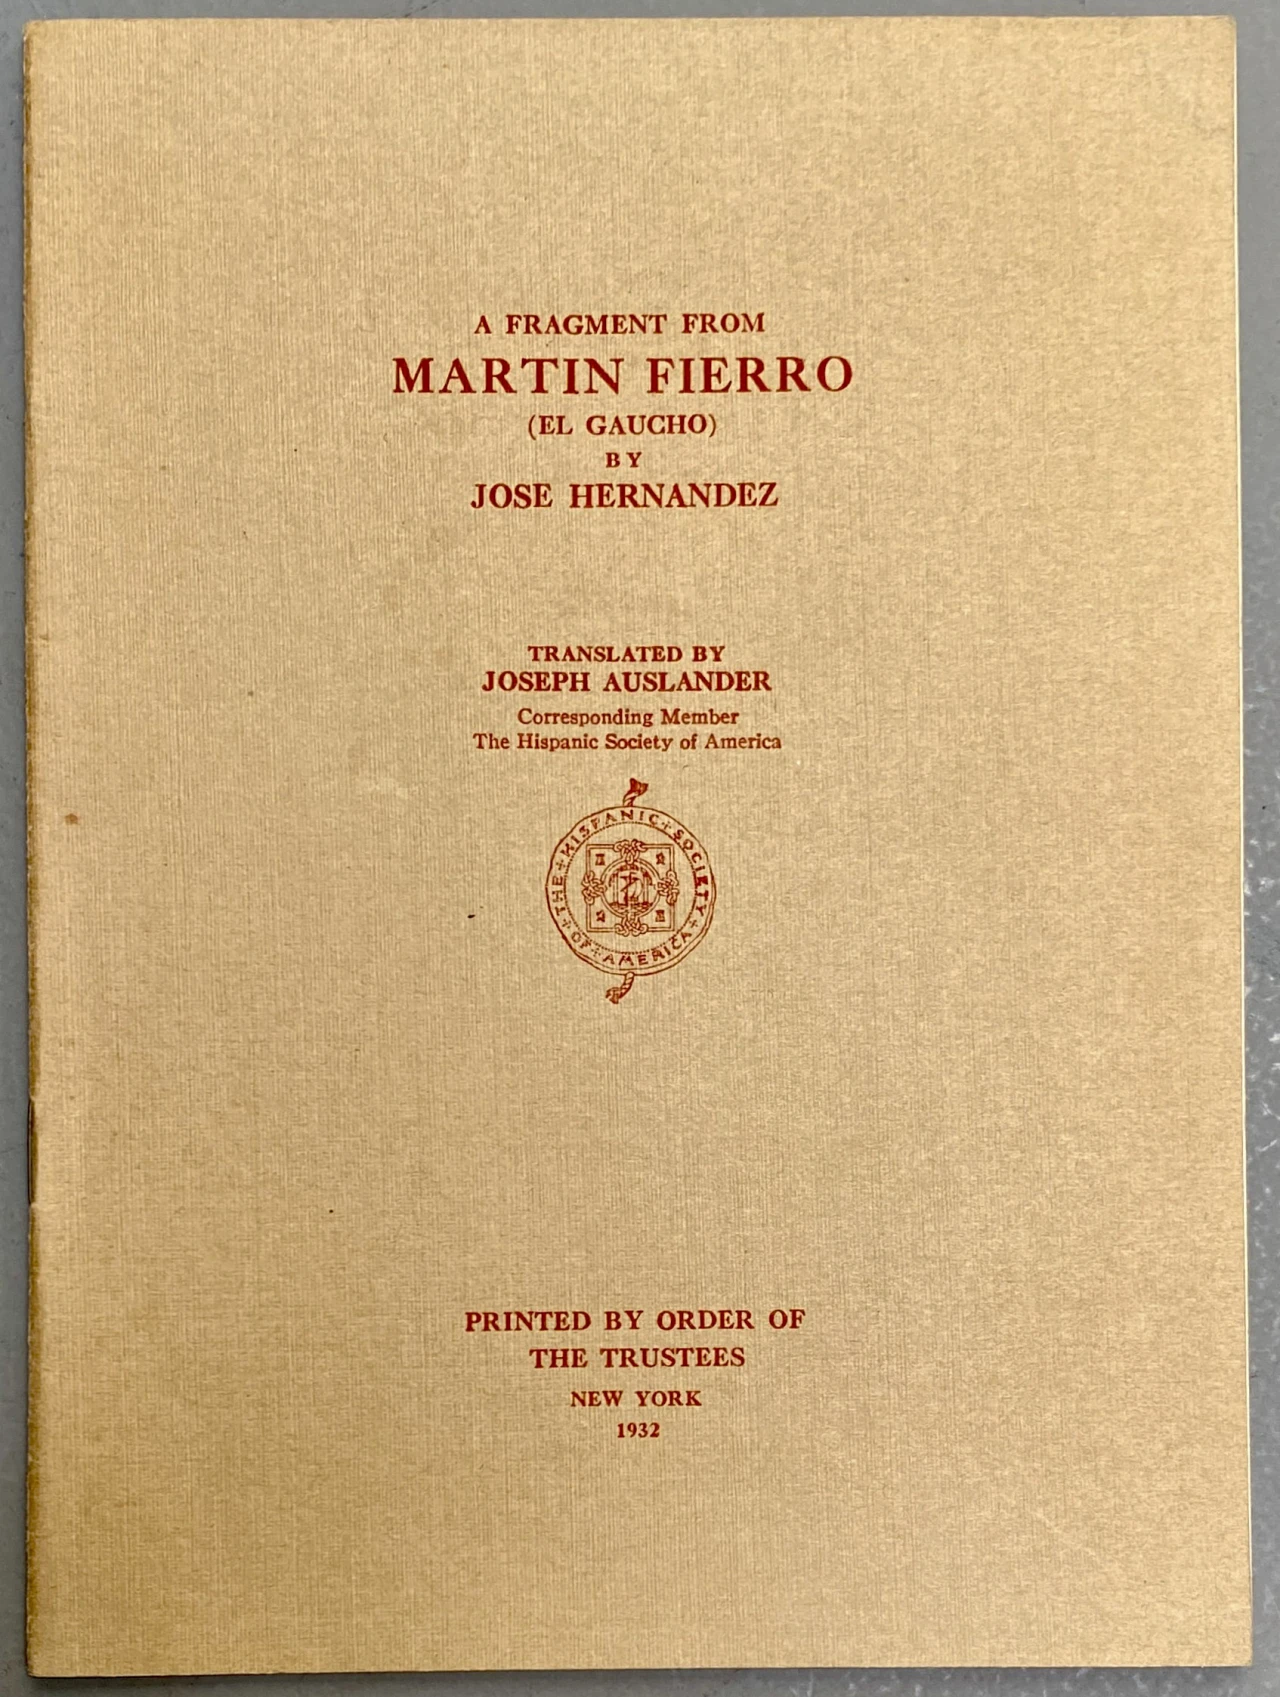 A FRAGMENT FROM
MARTIN FIERRO
(EL GAUCHO)
BY
JOSE HERNANDEZ
TRANSLATED BY
JOSEPH AUSLANDER
Corresponding Member
The Hispanic Society of America
THE + HISPANIC + SOCIETY + OF + AMERICA
PRINTED BY ORDER OF
THE TRUSTEES
NEW YORK
1932